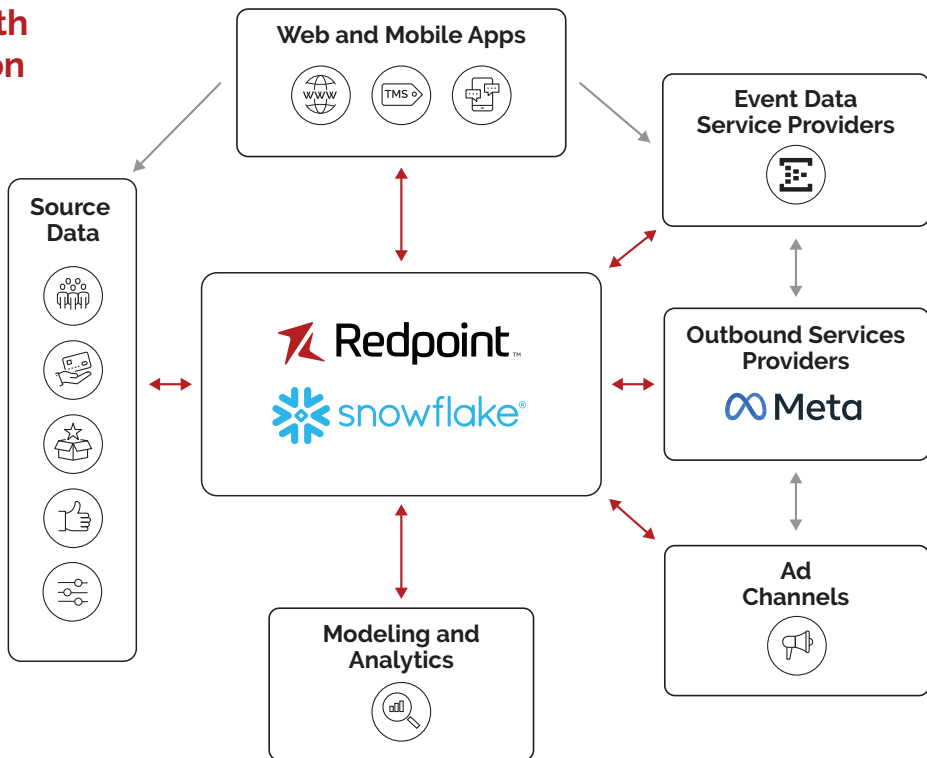 th
on
Web and Mobile Apps
www
TMS
Event Data
Service Providers
Source
Data
Redpoint™
snowflake®
Outbound Services
Providers
Meta
Ad
Channels
Modeling and
Analytics